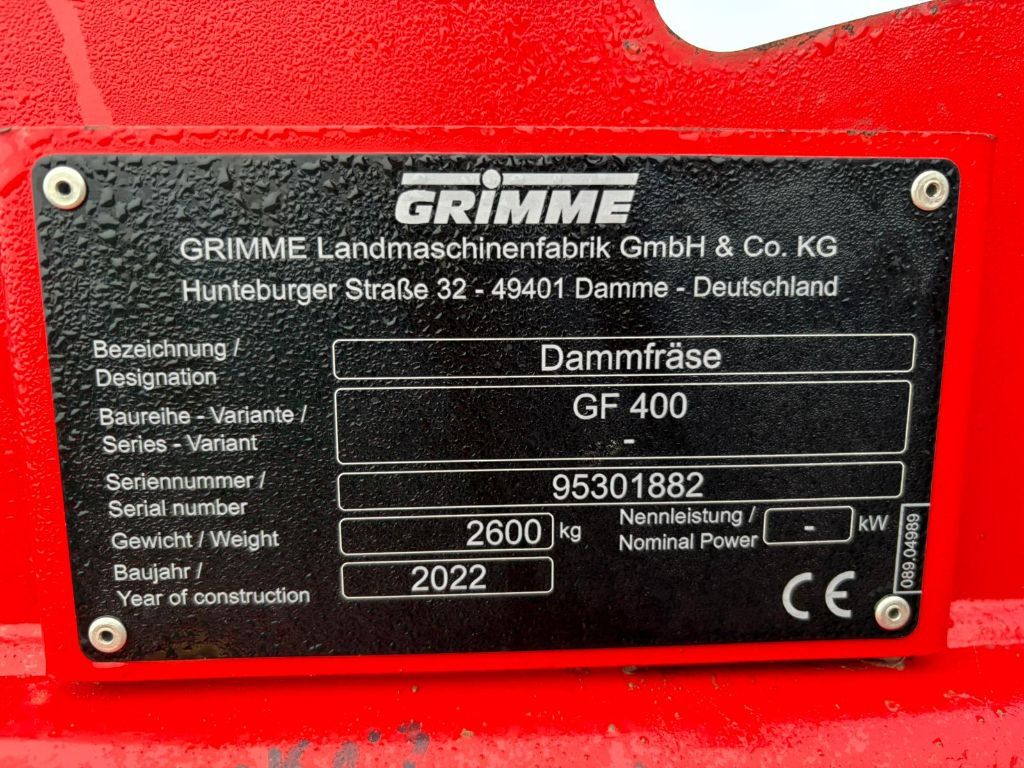 GRIMME
GRIMME Landmaschinenfabrik GmbH & Co. KG
Hunteburger Straße 32 - 49401 Damme - Deutschland
Bezeichnung /
Designation
Dammfräse
Baureihe - Variante /
Series - Variant
GF 400
-
Seriennummer /
Serial number
95301882
Gewicht / Weight
2600 kg
Nennleistung /
Nominal Power
- kW
Baujahr /
Year of construction
2022
CE
089.04989